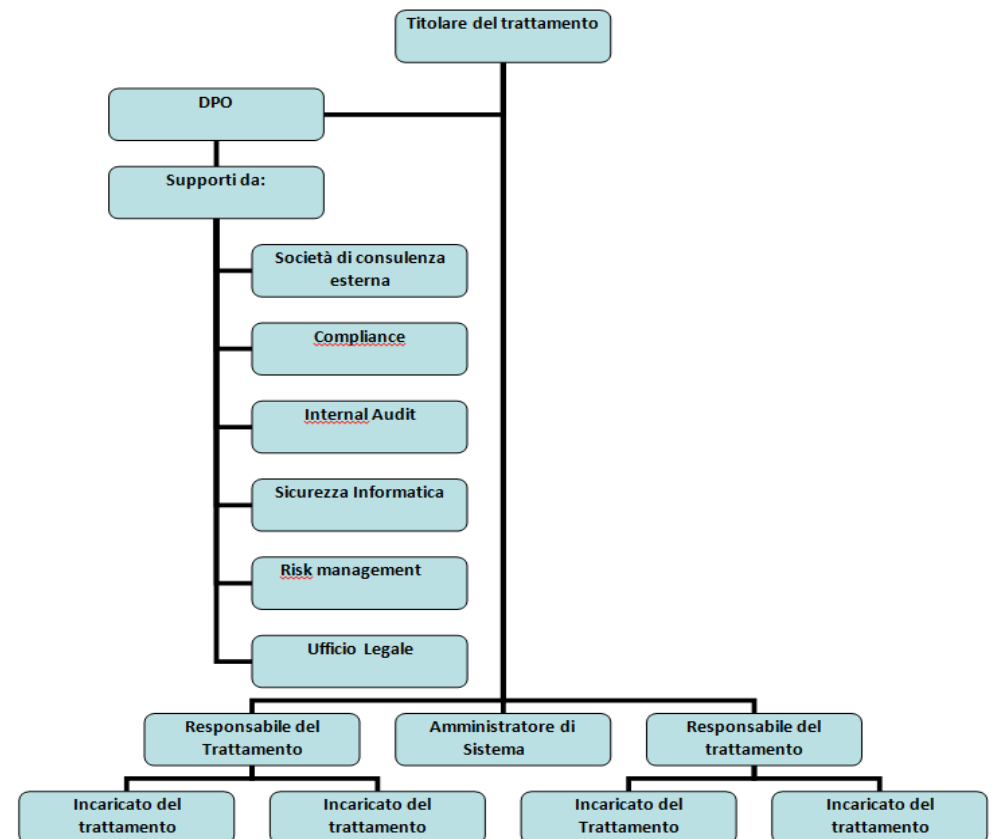 Titolare del trattamento
DPO
Supporti da:
Società di consulenza
esterna
Compliance
Internal Audit
Sicurezza Informatica
Risk management
Ufficio Legale
Responsabile del
Trattamento
Amministratore di
Sistema
Responsabile del
trattamento
Incaricato del
trattamento
Incaricato del
trattamento
Incaricato del
Trattamento
Incaricato del
trattamento